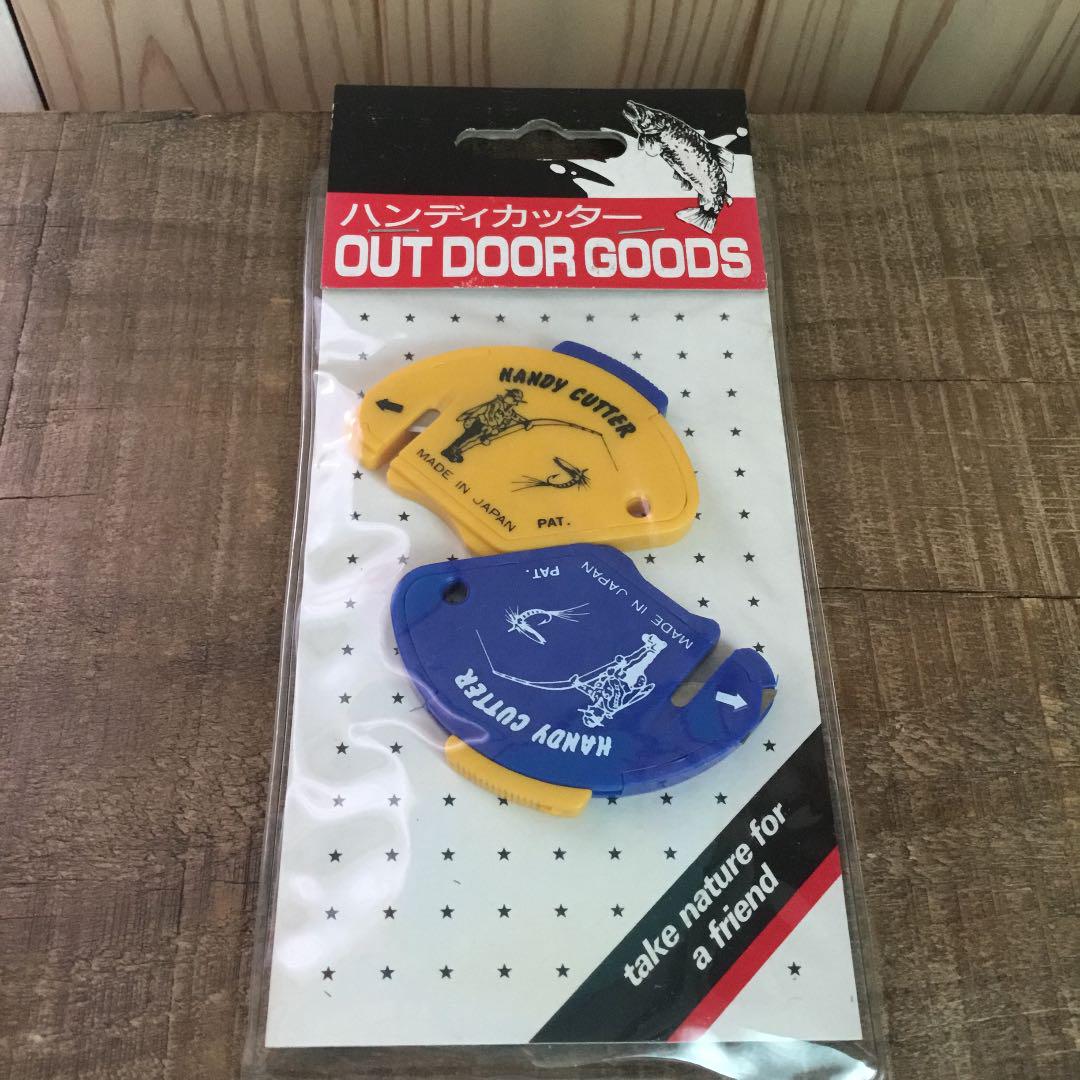 ハンディカッター
OUT DOOR GOODS
HANDY CUTTER
MADE IN JAPAN
PAT.
PAT.
MADE IN JAPAN
HANDY CUTTER
take nature for
a friend